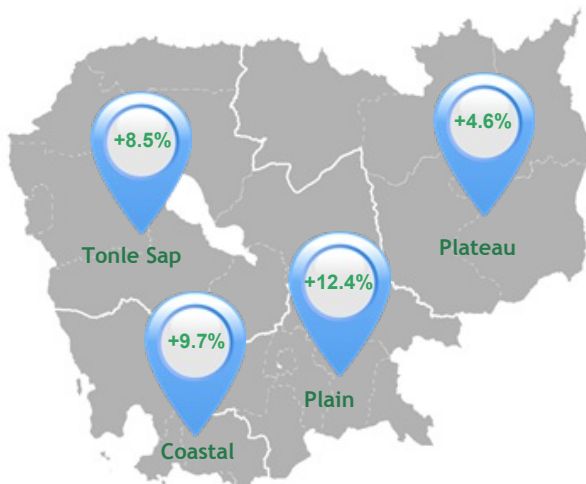 +8.5%
Tonle Sap
+4.6%
Plateau
+12.4%
Plain
+9.7%
Coastal